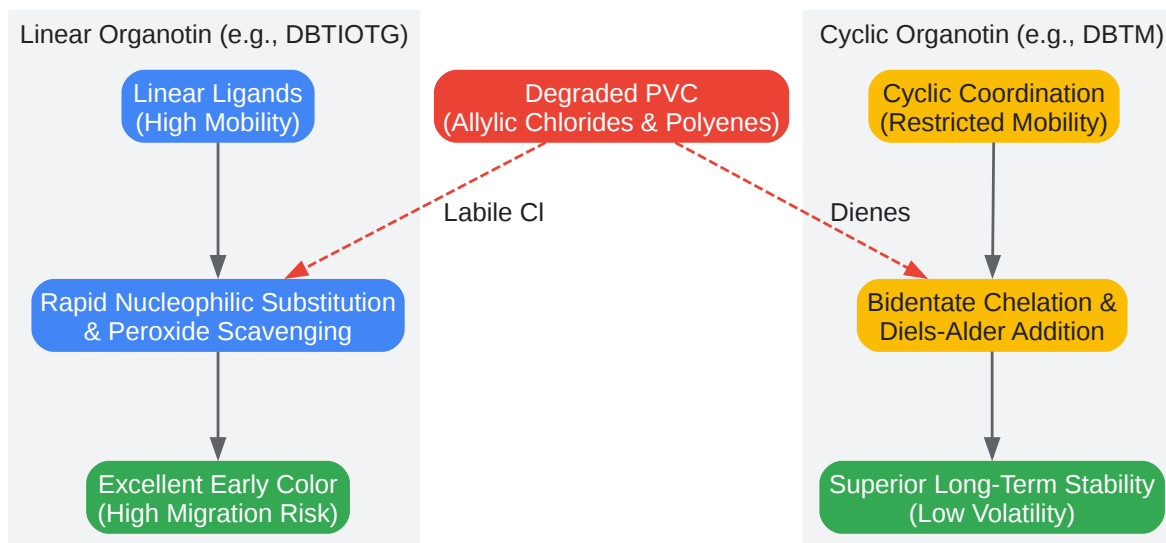 Linear Organotin (e.g., DBTIOTG)
Cyclic Organotin (e.g., DBTM)
Linear Ligands
(High Mobility)
Degraded PVC
(Allylic Chlorides & Polyenes)
Cyclic Coordination
(Restricted Mobility)
Labile Cl
Dienes
Rapid Nucleophilic Substitution
& Peroxide Scavenging
Bidentate Chelation &
Diels-Alder Addition
Excellent Early Color
(High Migration Risk)
Superior Long-Term Stability
(Low Volatility)